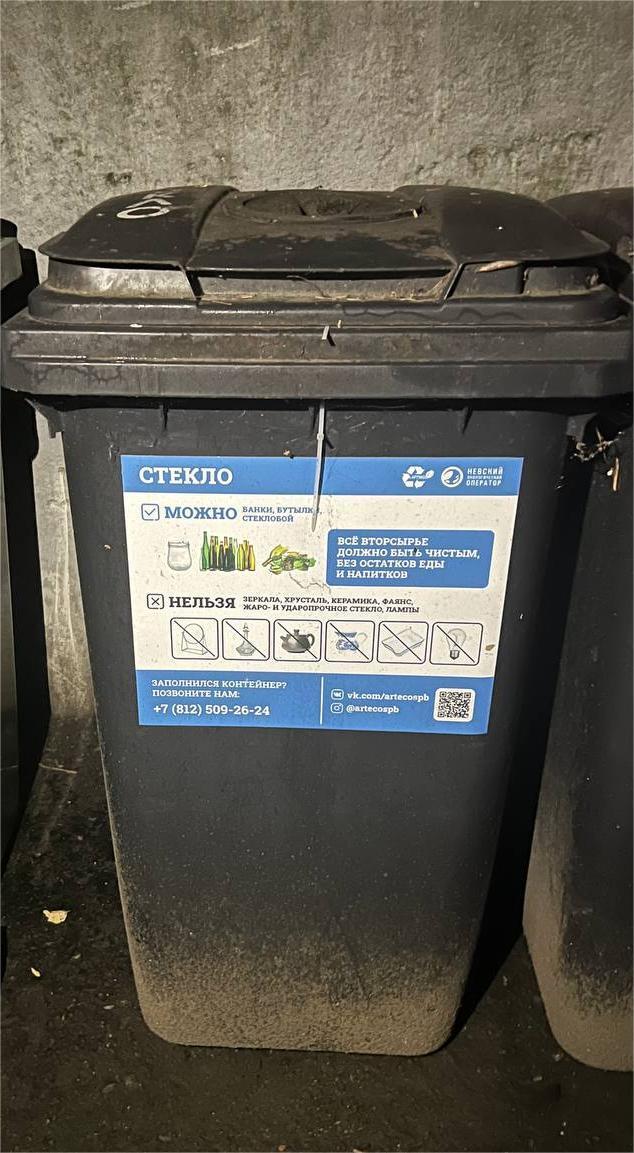 СТЕКЛО
НЕВСКИЙ
ЭКОЛОГИЧЕСКИЙ
ОПЕРАТОР
МОЖНО
БАНКИ, БУТЫЛКИ,
СТЕКЛОБОЙ
ВСЁ ВТОРСЫРЬЕ
ДОЛЖНО БЫТЬ ЧИСТЫМ,
БЕЗ ОСТАТКОВ ЕДЫ
И НАПИТКОВ
НЕЛЬЗЯ
ЗЕРКАЛА, ХРУСТАЛЬ, КЕРАМИКА, ФАЯНС,
ЖАРО- И УДАРОПРОЧНОЕ СТЕКЛО, ЛАМПЫ
ЗАПОЛНИЛСЯ КОНТЕЙНЕР?
ПОЗВОНИТЕ НАМ:
+7 (812) 509-26-24
vk.com/artecospb
@artecospb